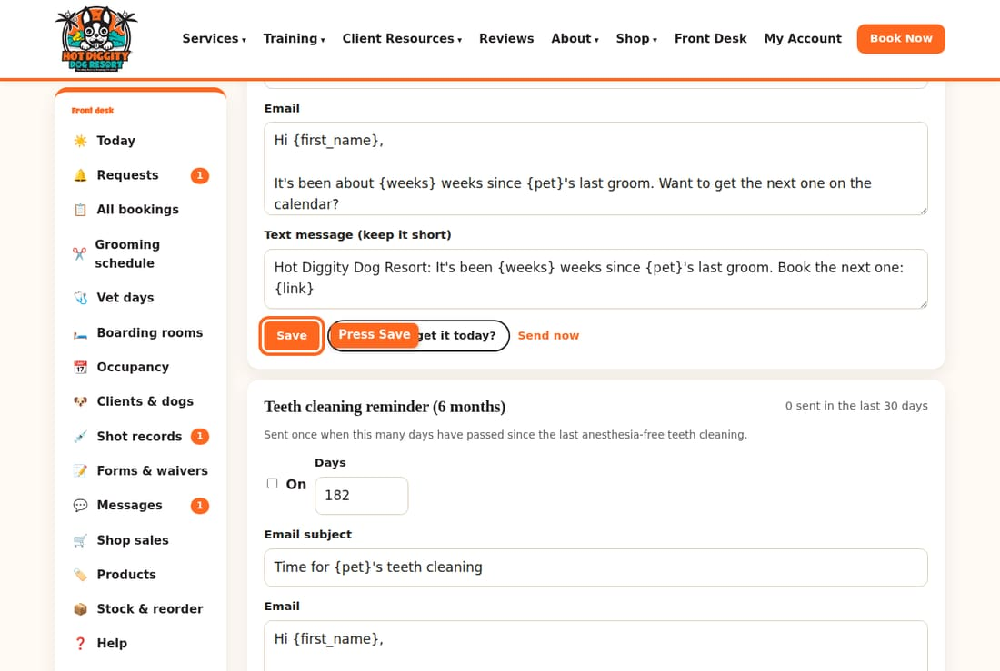 HOT DIGGITY
DOG RESORT
Services
Training
Client Resources
Reviews
About
Shop
Front Desk
My Account
Book Now
Front desk
Today
Requests 1
All bookings
Grooming
schedule
Vet days
Boarding rooms
Occupancy
Clients & dogs
Shot records 1
Forms & waivers
Messages 1
Shop sales
Products
Stock & reorder
Help
Email
Hi {first_name},
It's been about {weeks} weeks since {pet}'s last groom. Want to get the next one on the
calendar?
Text message (keep it short)
Hot Diggity Dog Resort: It's been {weeks} weeks since {pet}'s last groom. Book the next one:
{link}
Save
Press Save
get it today?
Send now
Teeth cleaning reminder (6 months)
0 sent in the last 30 days
Sent once when this many days have passed since the last anesthesia-free teeth cleaning.
On
Days
182
Email subject
Time for {pet}'s teeth cleaning
Email
Hi {first_name},